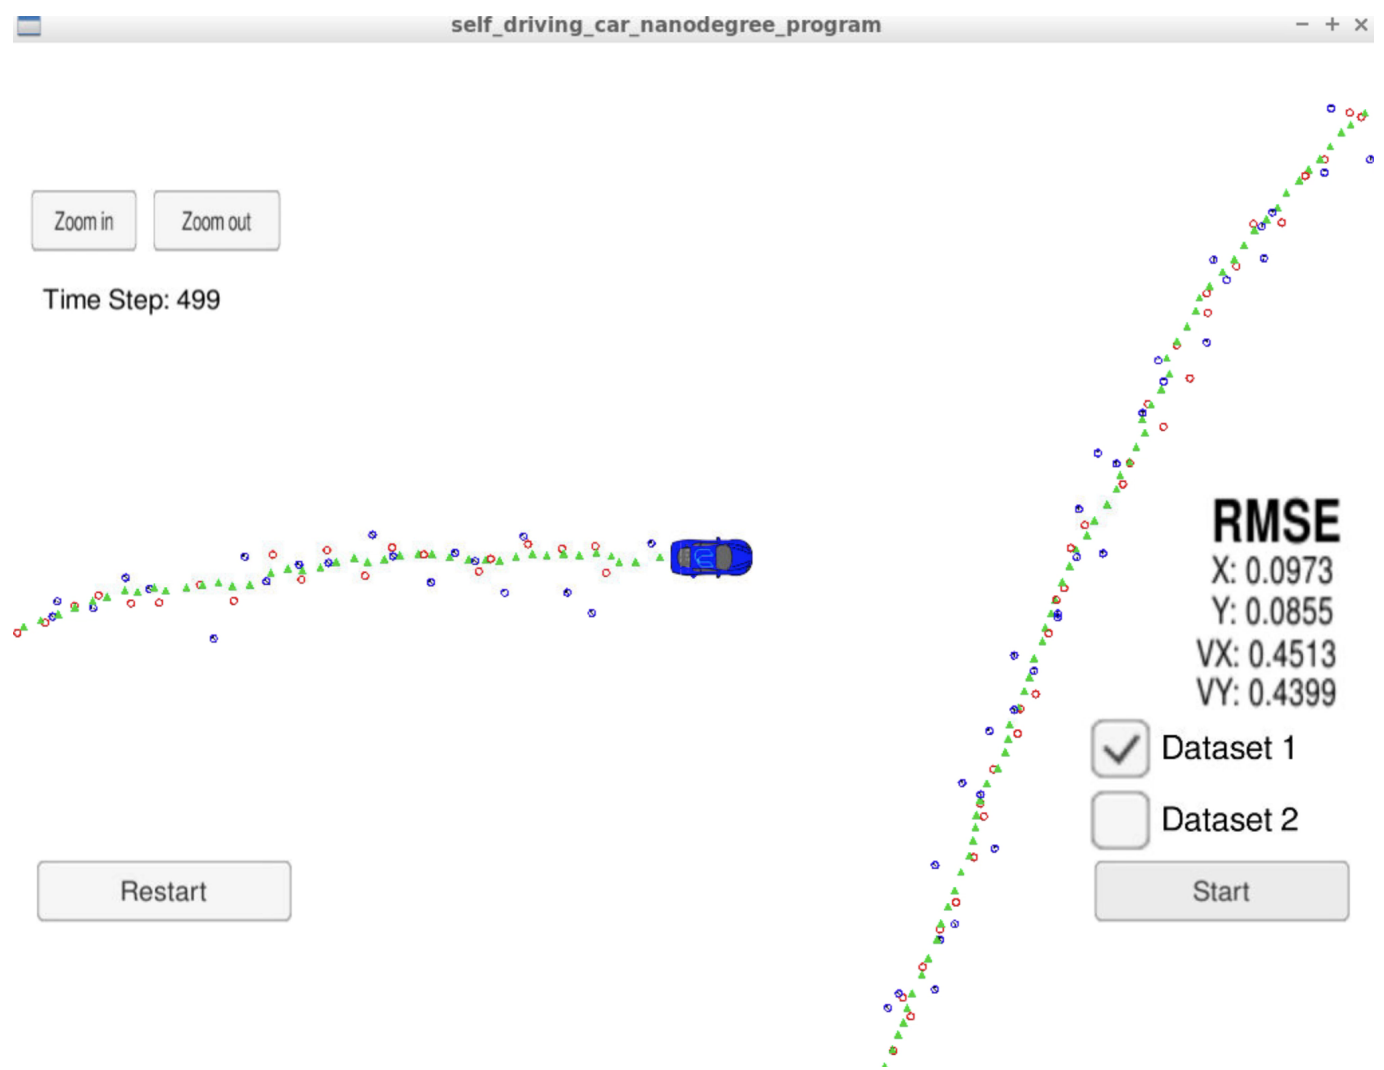 self_driving_car_nanodegree_program
Zoom in
Zoom out
Time Step: 499
RMSE
X: 0.0973
Y: 0.0855
VX: 0.4513
VY: 0.4399
Dataset 1
Dataset 2
Restart
Start